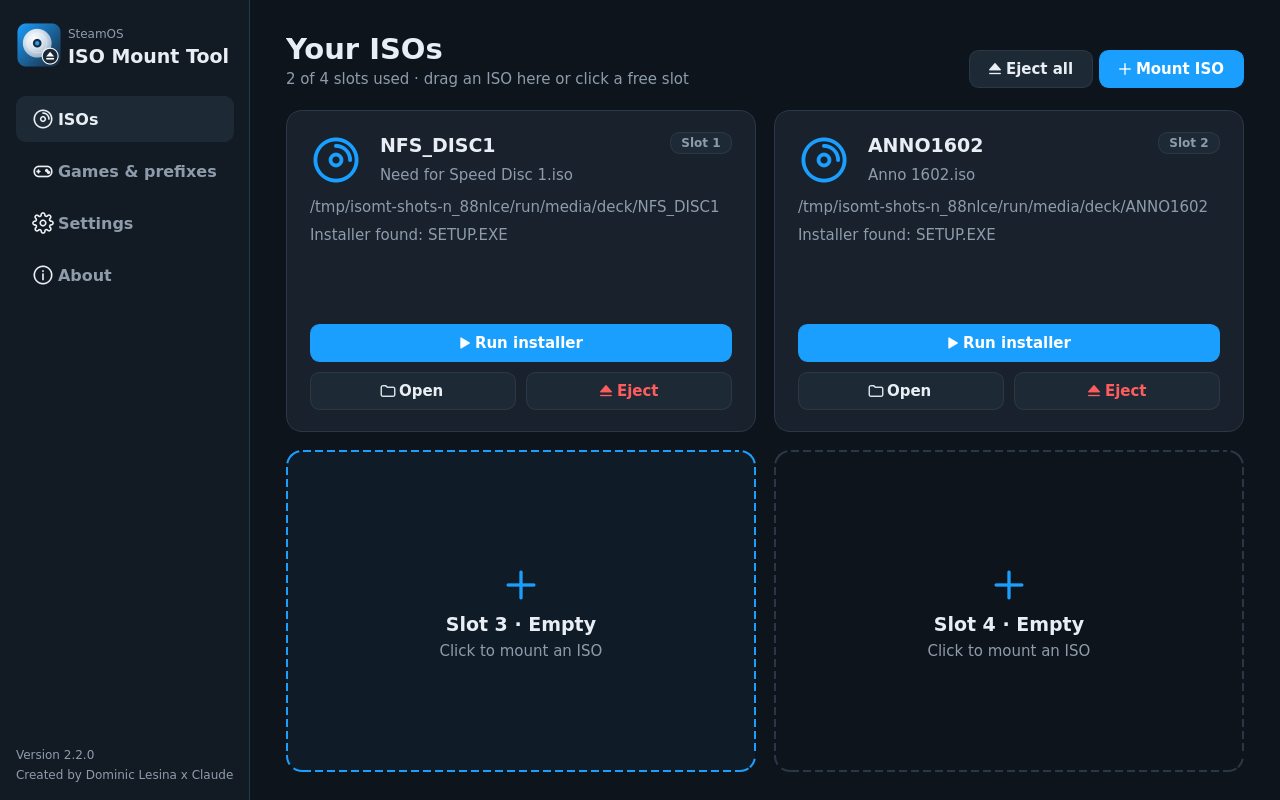 SteamOS
ISO Mount Tool
ISOs
Games & prefixes
Settings
About
Version 2.2.0
Created by Dominic Lesina x Claude
Your ISOs
2 of 4 slots used · drag an ISO here or click a free slot
Eject all
Mount ISO
NFS_DISC1
Slot 1
Need for Speed Disc 1.iso
/tmp/isomt-shots-n_88nlce/run/media/deck/NFS_DISC1
Installer found: SETUP.EXE
Run installer
Open
Eject
ANNO1602
Slot 2
Anno 1602.iso
/tmp/isomt-shots-n_88nlce/run/media/deck/ANNO1602
Installer found: SETUP.EXE
Run installer
Open
Eject
Slot 3 · Empty
Click to mount an ISO
Slot 4 · Empty
Click to mount an ISO